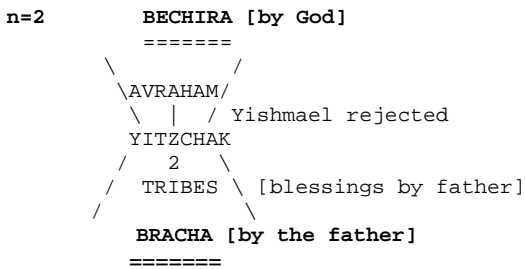 n=2 BECHIRA [by God]
=======
\ /
\AVRAHAM/
\ | / Yishmael rejected
YITZCHAK
/ 2 \
/ TRIBES \ [blessings by father]
/ \
BRACHA [by the father]
=======